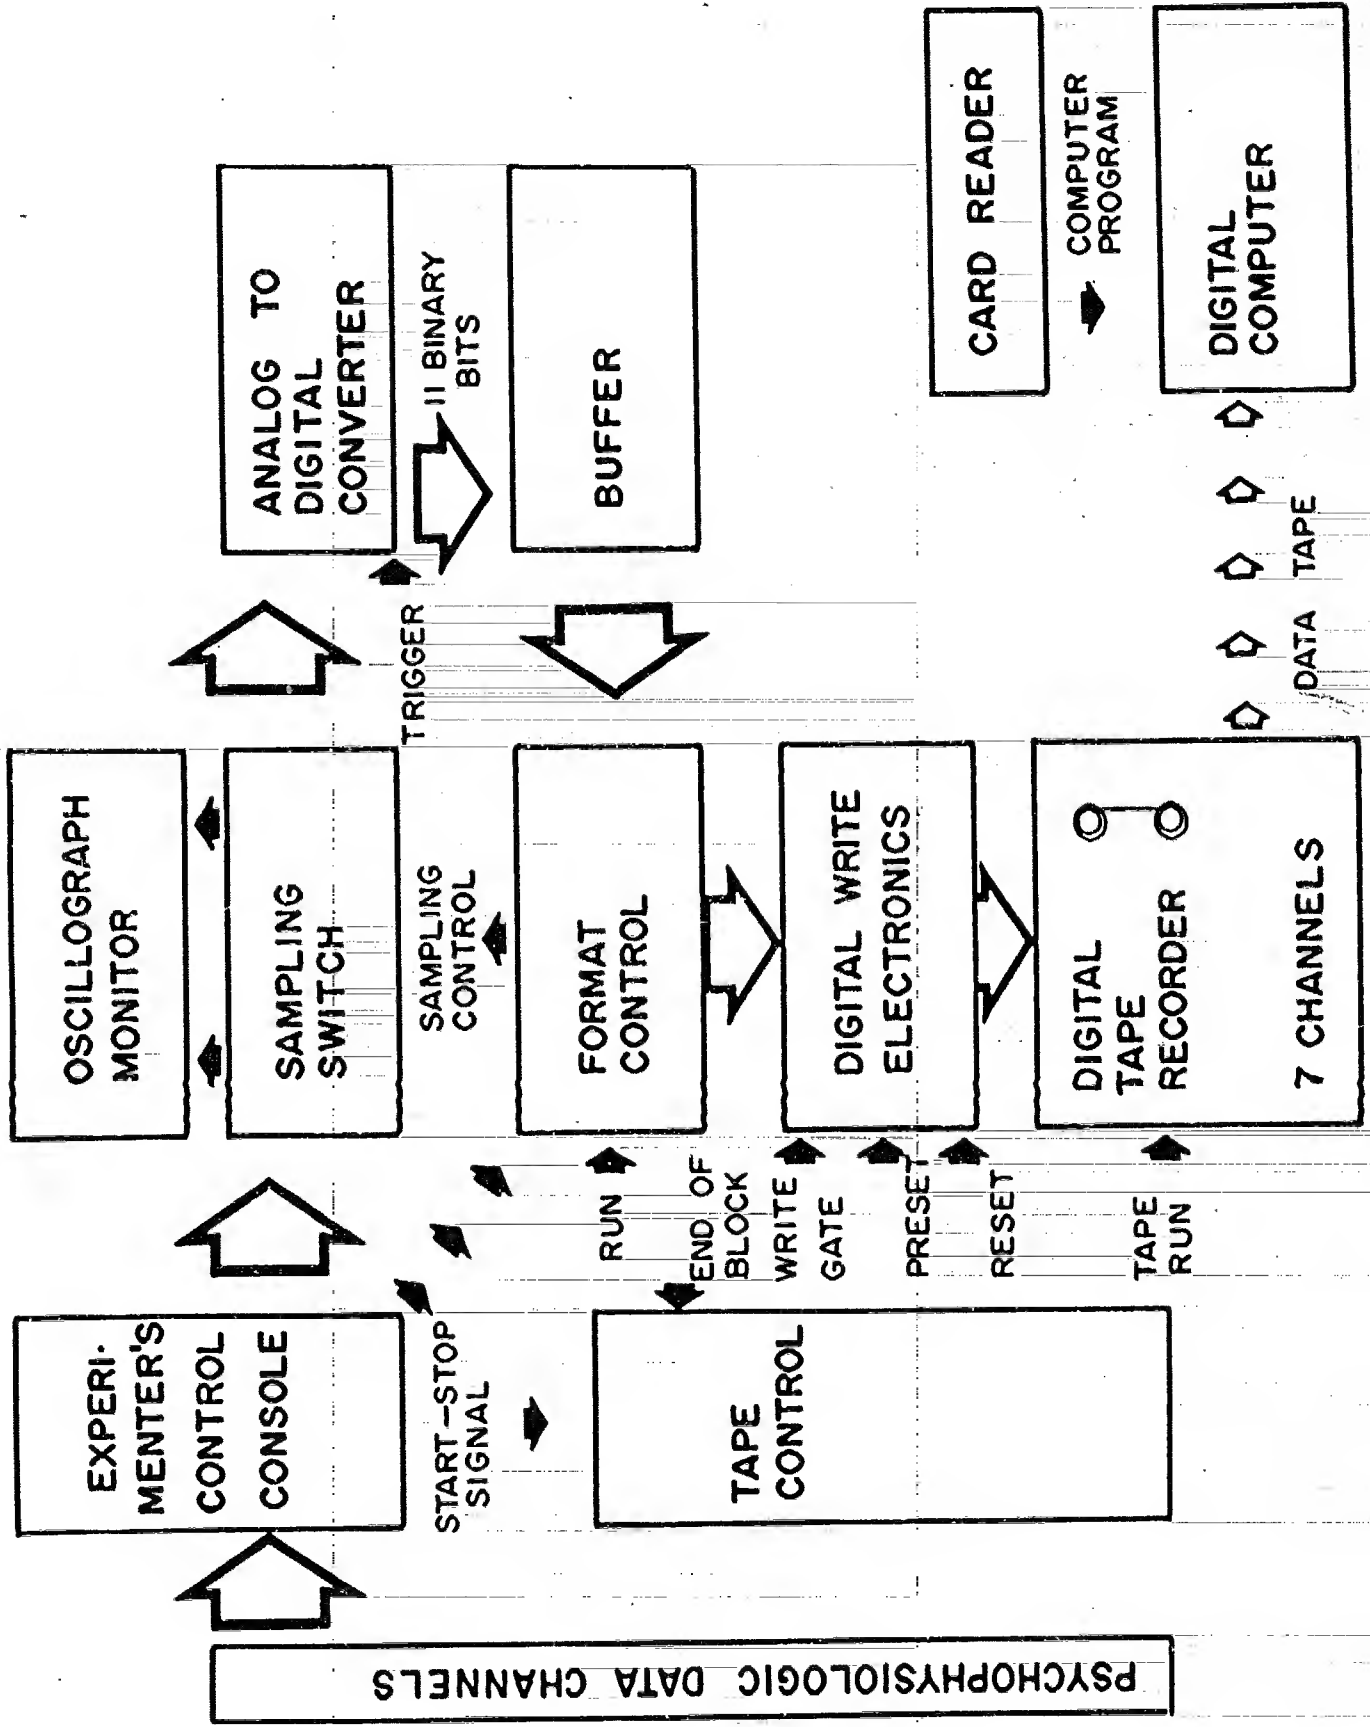 PSYCHOPHYSIOLOGIC DATA CHANNELS
EXPERI-
MENTER'S
CONTROL
CONSOLE
START-STOP
SIGNAL
TAPE
CONTROL
OSCILLOGRAPH
MONITOR
SAMPLING
SWITCH
SAMPLING
CONTROL
FORMAT
CONTROL
RUN
END OF
BLOCK
WRITE
GATE
PRESET
RESET
TAPE
RUN
DIGITAL WRITE
ELECTRONICS
DIGITAL
TAPE
RECORDER
7 CHANNELS
TRIGGER
ANALOG TO
DIGITAL
CONVERTER
11 BINARY
BITS
BUFFER
DATA TAPE
CARD READER
COMPUTER
PROGRAM
DIGITAL
COMPUTER